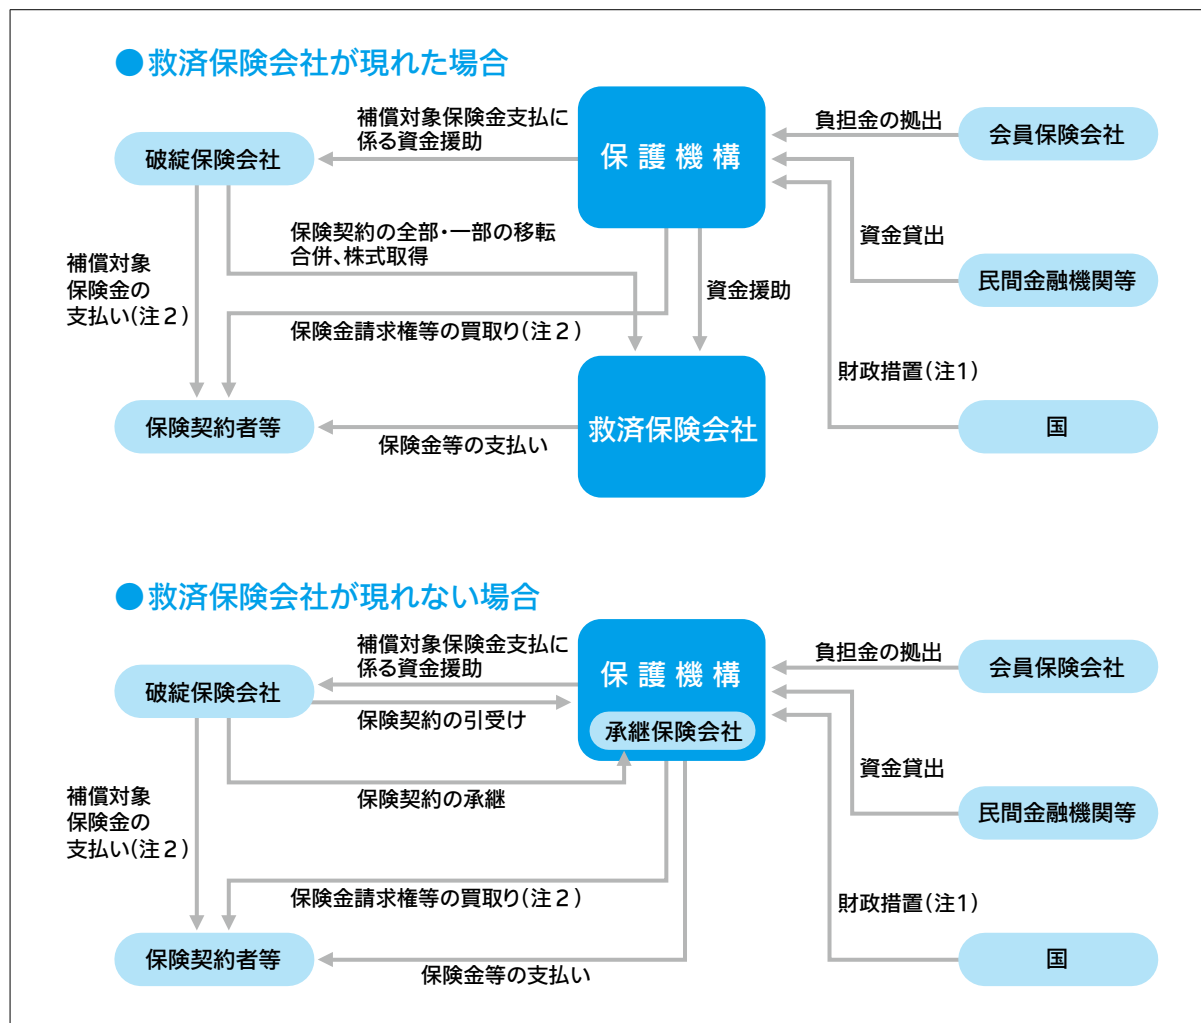 ●救済保険会社が現れた場合
補償対象保険金支払に
係る資金援助
保護機構
負担金の拠出
会員保険会社
破綻保険会社
保険契約の全部・一部の移転
合併、株式取得
資金貸出
補償対象
保険金の
支払い(注2)
資金援助
民間金融機関等
保険金請求権等の買取り(注2)
財政措置(注1)
保険契約者等
救済保険会社
国
保険金等の支払い
●救済保険会社が現れない場合
補償対象保険金支払に
係る資金援助
保護機構
負担金の拠出
会員保険会社
破綻保険会社
保険契約の引受け
承継保険会社
資金貸出
補償対象
保険金の
支払い(注2)
保険契約の承継
民間金融機関等
保険金請求権等の買取り(注2)
財政措置(注1)
保険契約者等
国
保険金等の支払い